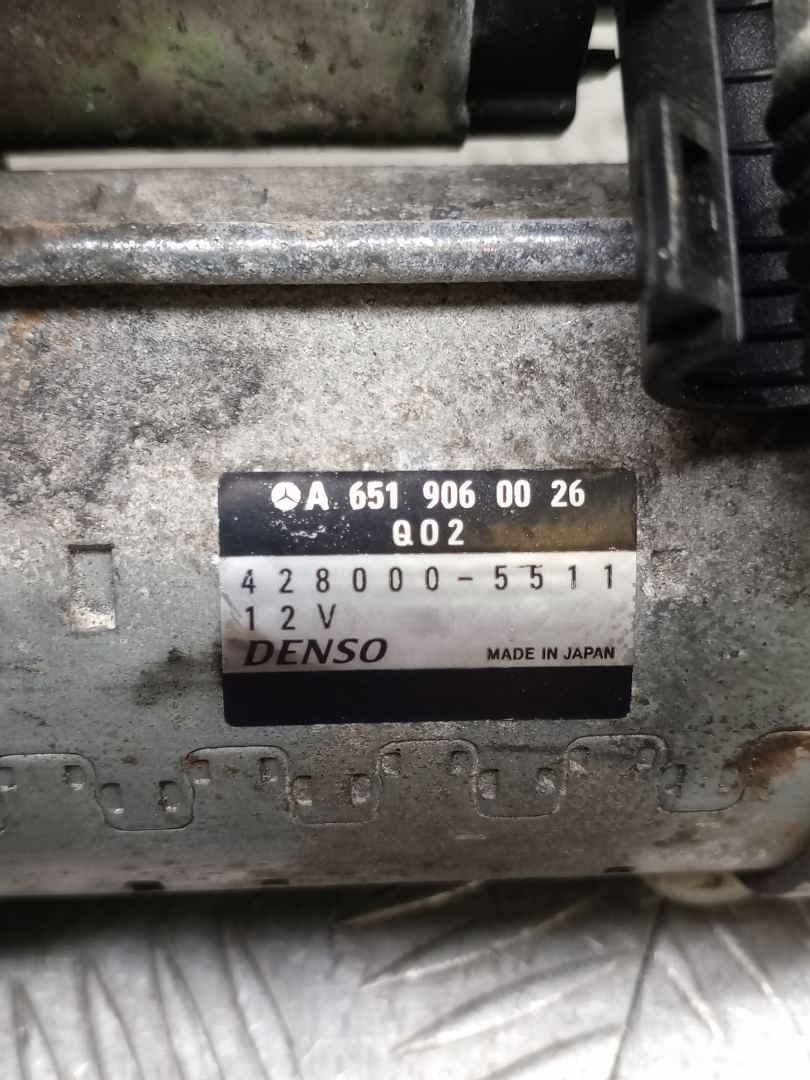 A 651 906 00 26
Q02
428000-5511
12V
DENSO MADE IN JAPAN